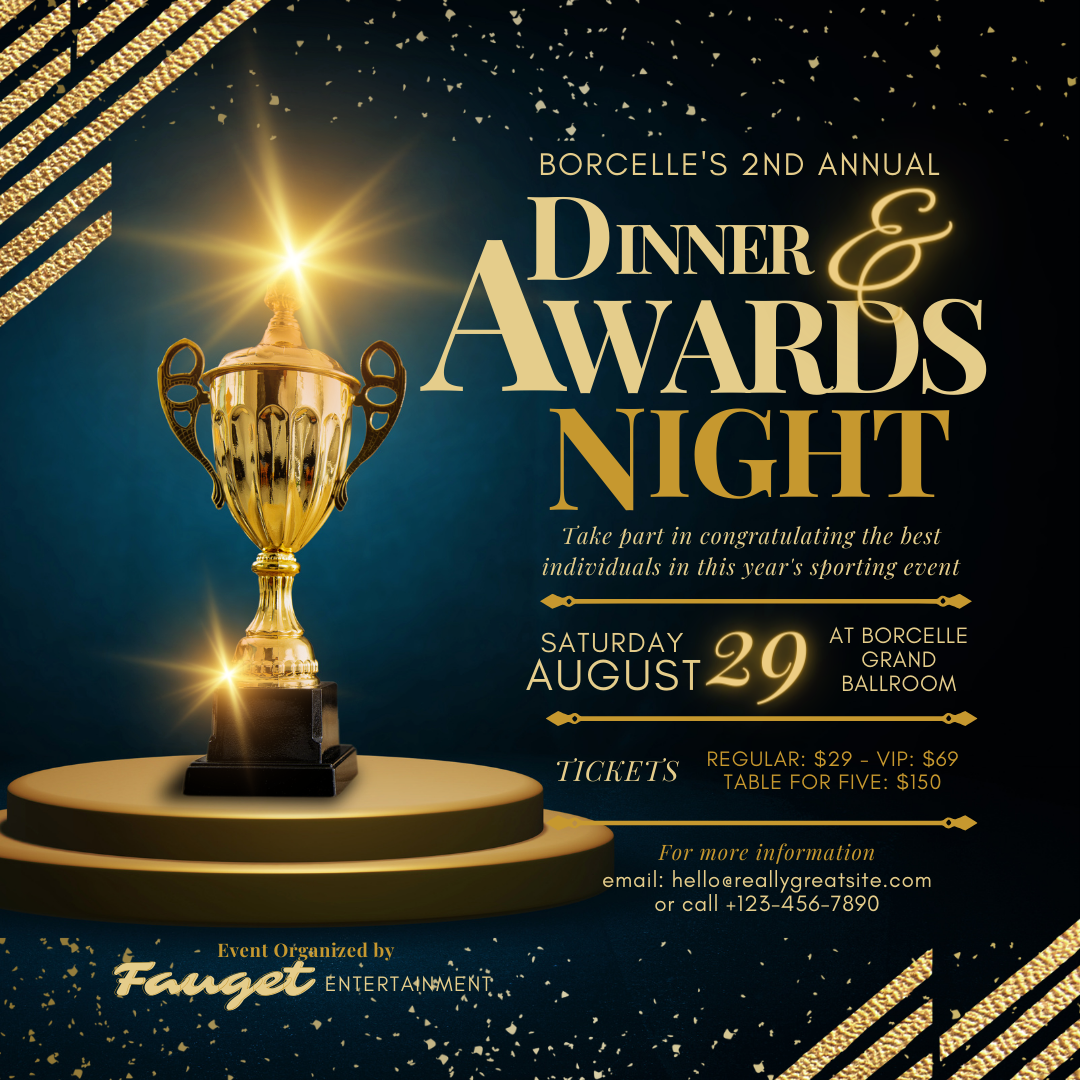 BORCELLE'S 2ND ANNUAL
DINNER &
AWARDS
NIGHT
Take part in congratulating the best
individuals in this year's sporting event
SATURDAY
AUGUST 29
AT BORCELLE
GRAND
BALLROOM
TICKETS
REGULAR: $29 - VIP: $69
TABLE FOR FIVE: $150
For more information
email: hello@reallygreatsite.com
or call +123-456-7890
Event Organized by
Fauget ENTERTAINMENT